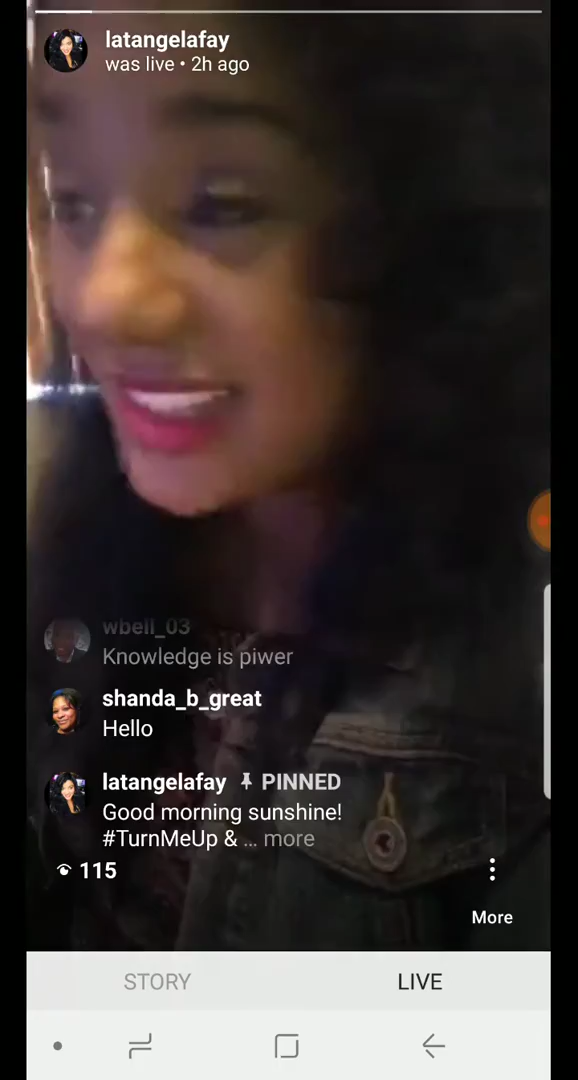 latangelafay
was live • 2h ago
wbell_03
Knowledge is piwer
shanda_b_great
Hello
latangelafay PINNED
Good morning sunshine!
#TurnMeUp & ... more
115
More
STORY LIVE